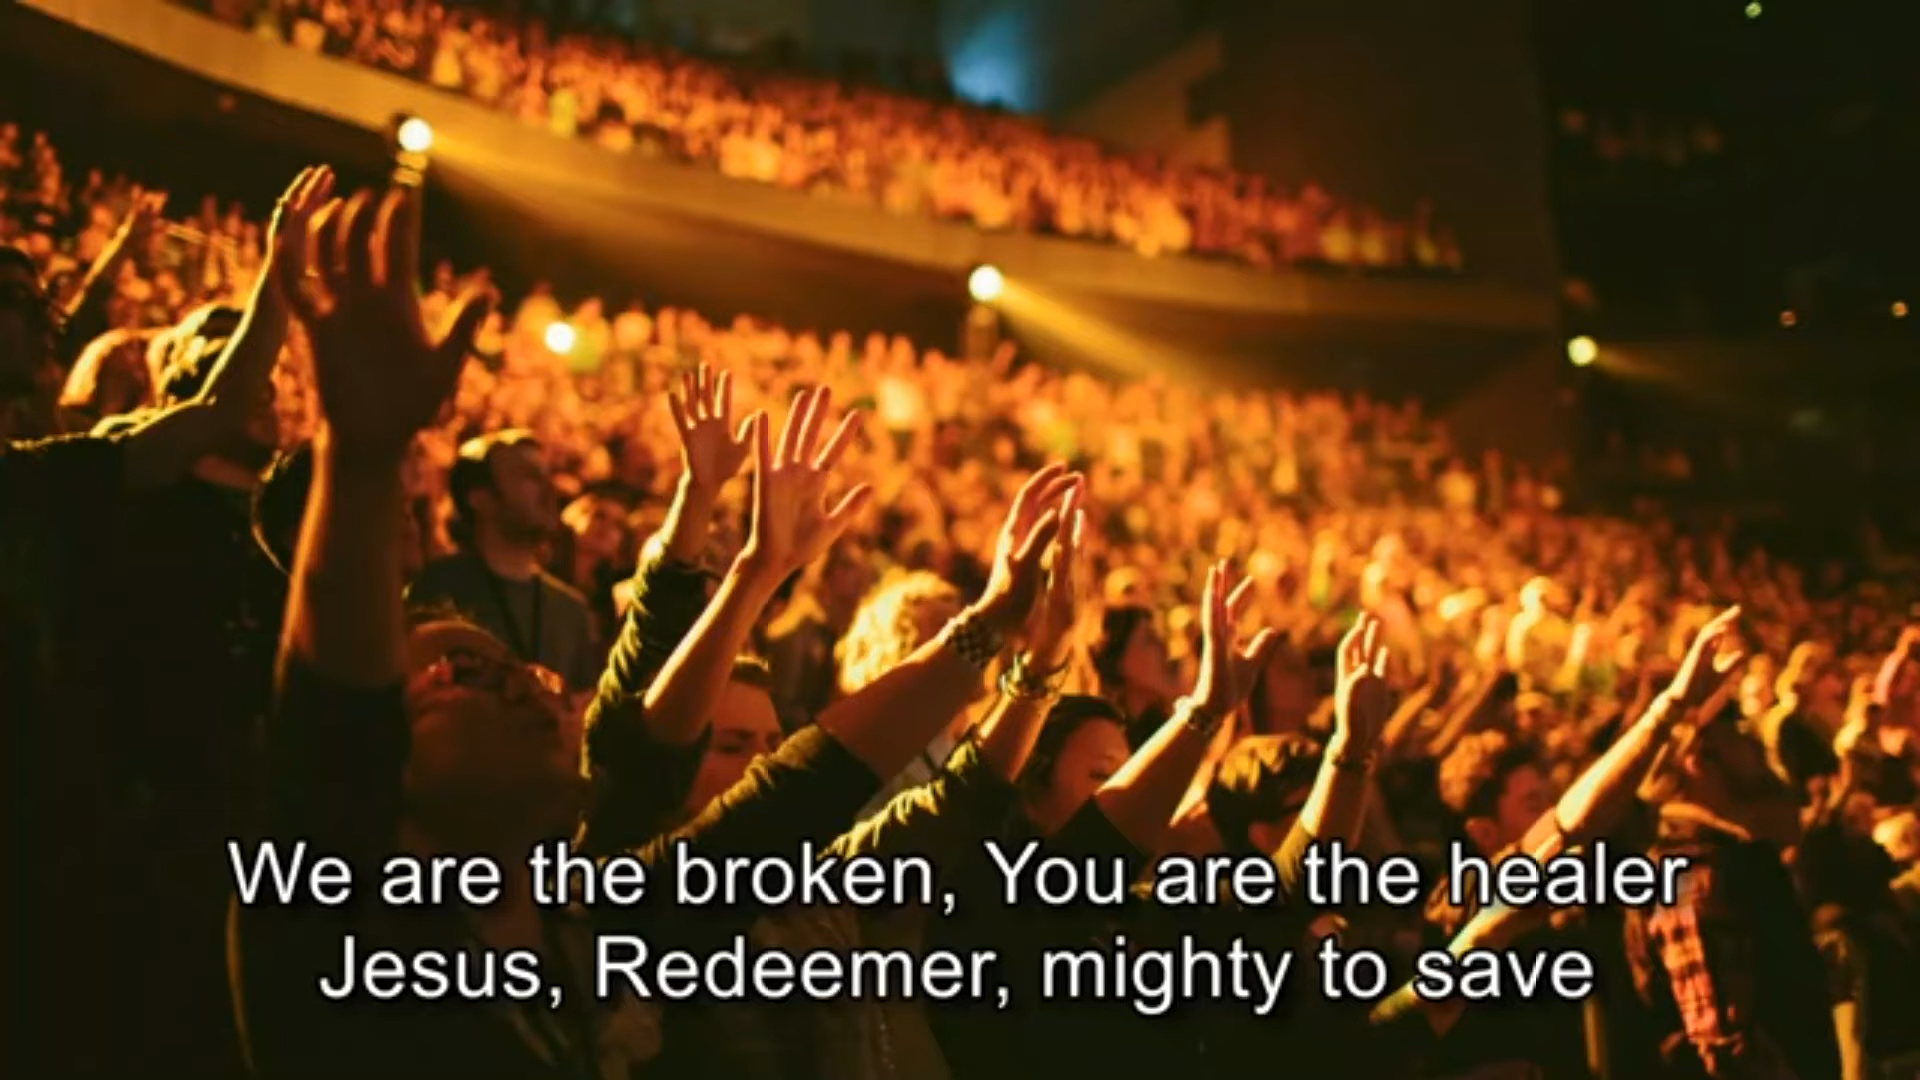 We are the broken, You are the healer
Jesus, Redeemer, mighty to save